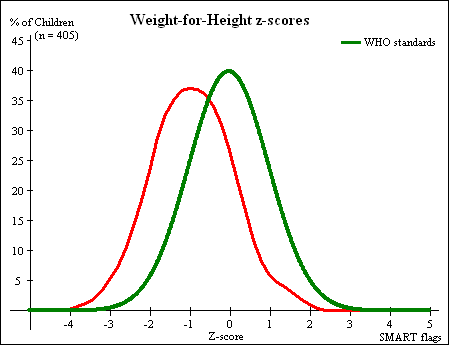 Weight-for-Height z-scores
% of Children
(n = 405)
WHO standards
45
40
35
30
25
20
15
10
5
-4 -3 -2 -1 0 1 2 3 4 5
Z-score
SMART flags